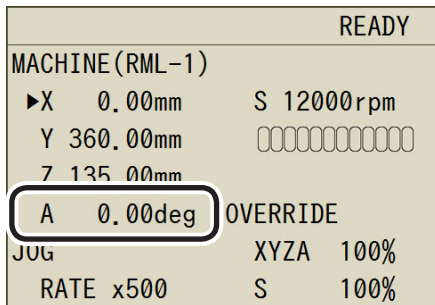 READY
MACHINE(RML-1)
▶X 0.00mm S 12000rpm
Y 360.00mm
Z 135.00mm
A 0.00deg OVERRIDE
JOG XYZA 100%
RATE x500 S 100%